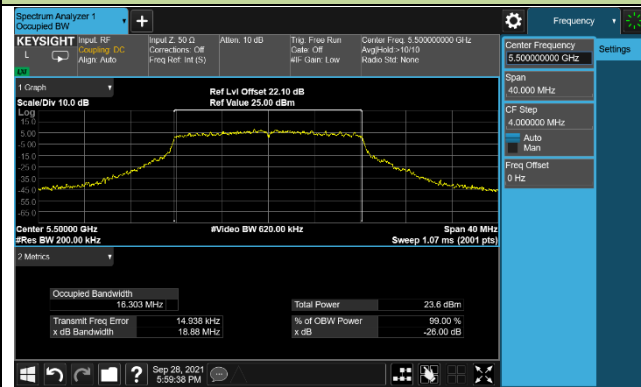 Spectrum Analyzer 1
Occupied BW
Frequency
KEYSIGHT
L
Input: RF
Coupling: DC
Align: Auto
Input Z: 50 Ω
Corrections: Off
Freq Ref: Int (S)
Atten: 10 dB
Trig: Free Run
Gate: Off
#IF Gain: Low
Center Freq: 5.500000000 GHz
Avg|Hold:>10/10
Radio Std: None
Center Frequency
5.500000000 GHz
Settings
Span
40.000 MHz
CF Step
4.000000 MHz
Auto
Man
Freq Offset
0 Hz
1 Graph
Scale/Div 10.0 dB
Ref Lvl Offset 22.10 dB
Ref Value 25.00 dBm
Log
15.0
5.00
-5.00
-15.0
-25.0
-35.0
-45.0
-55.0
-65.0
Center 5.50000 GHz
#Res BW 200.00 kHz
#Video BW 620.00 kHz
Span 40 MHz
Sweep 1.07 ms (2001 pts)
2 Metrics
Occupied Bandwidth
16.303 MHz
Transmit Freq Error 14.938 kHz
x dB Bandwidth 18.88 MHz
Total Power 23.6 dBm
% of OBW Power 99.00 %
x dB -26.00 dB
Sep 28, 2021
5:59:38 PM